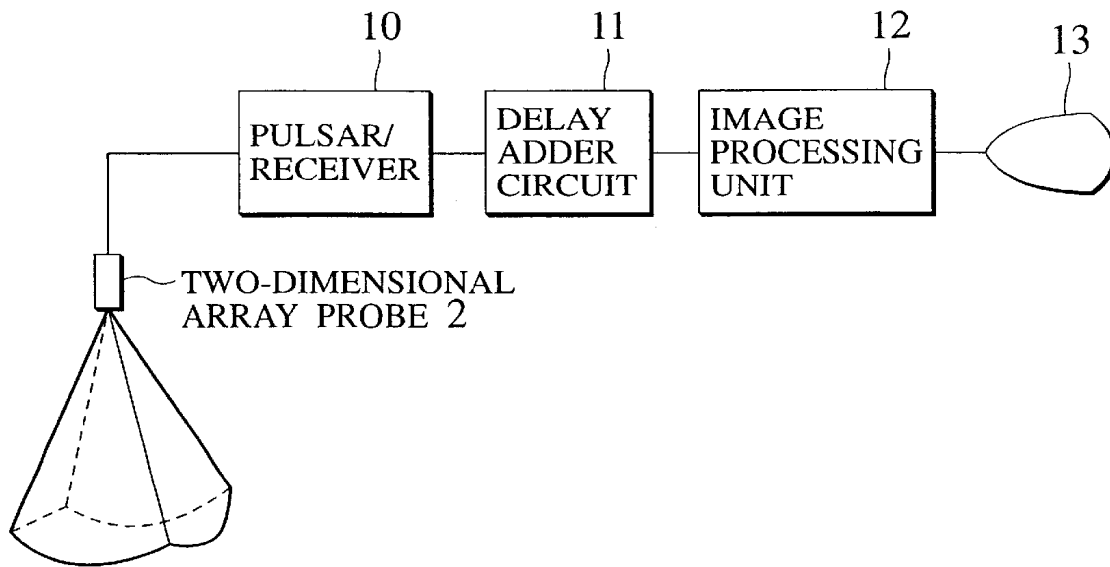 10
11
12
13
PULSAR/
RECEIVER
DELAY
ADDER
CIRCUIT
IMAGE
PROCESSING
UNIT
TWO-DIMENSIONAL
ARRAY PROBE 2